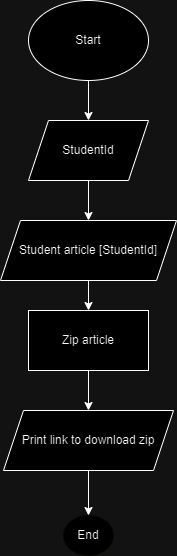 Start
StudentId
Student article [StudentId]
Zip article
Print link to download zip
End